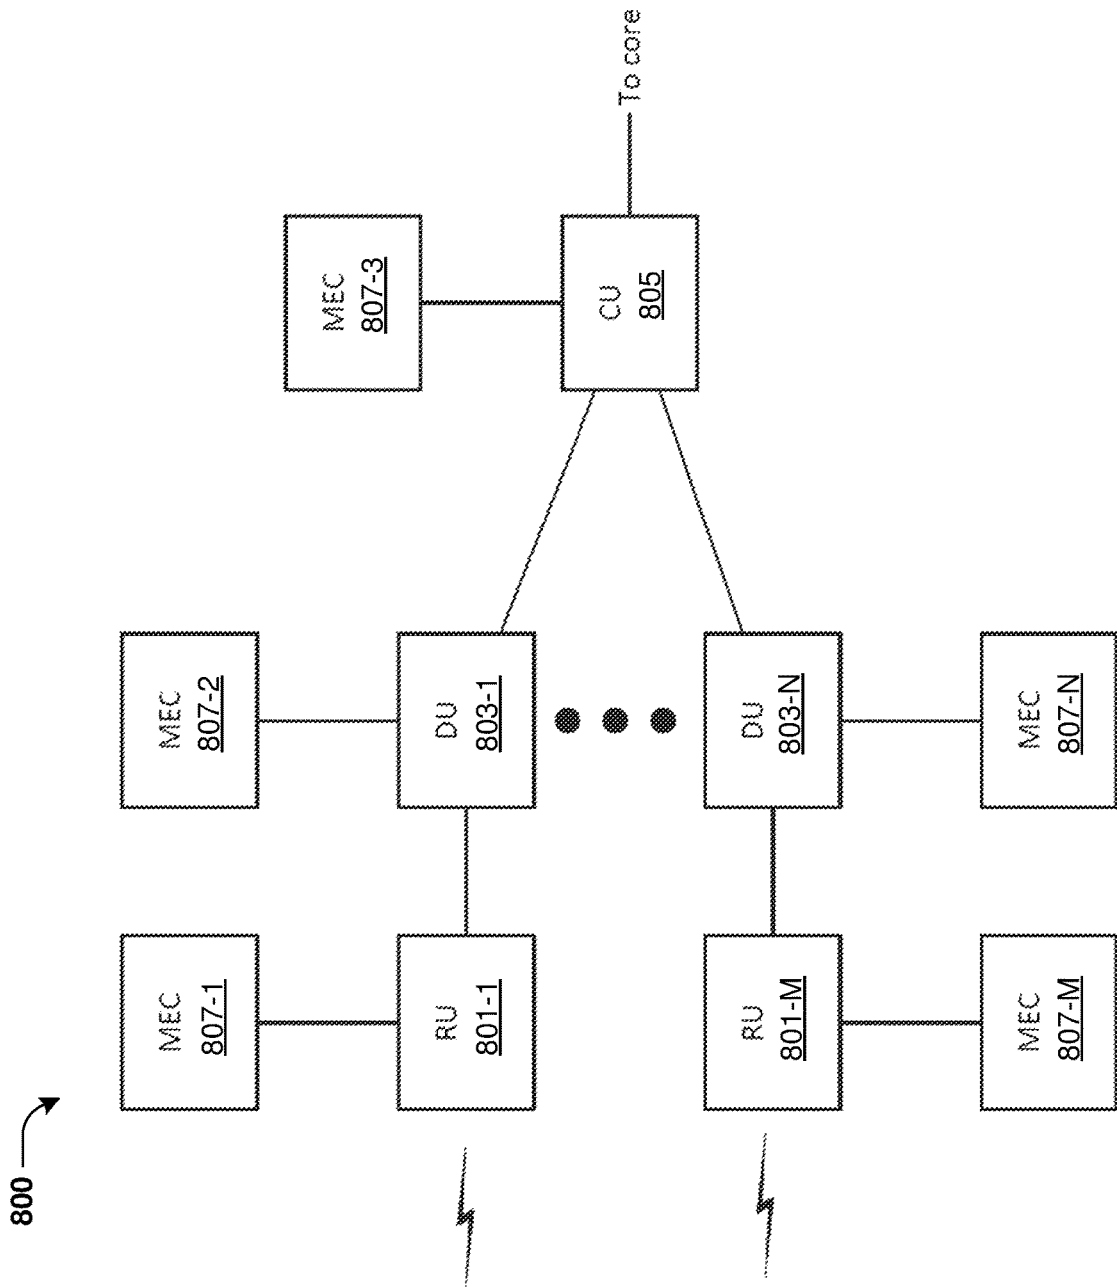 800
MEC
807-1
MEC
807-2
MEC
807-3
RU
801-1
DU
803-1
CU
805
To core
RU
801-M
DU
803-N
MEC
807-M
MEC
807-N